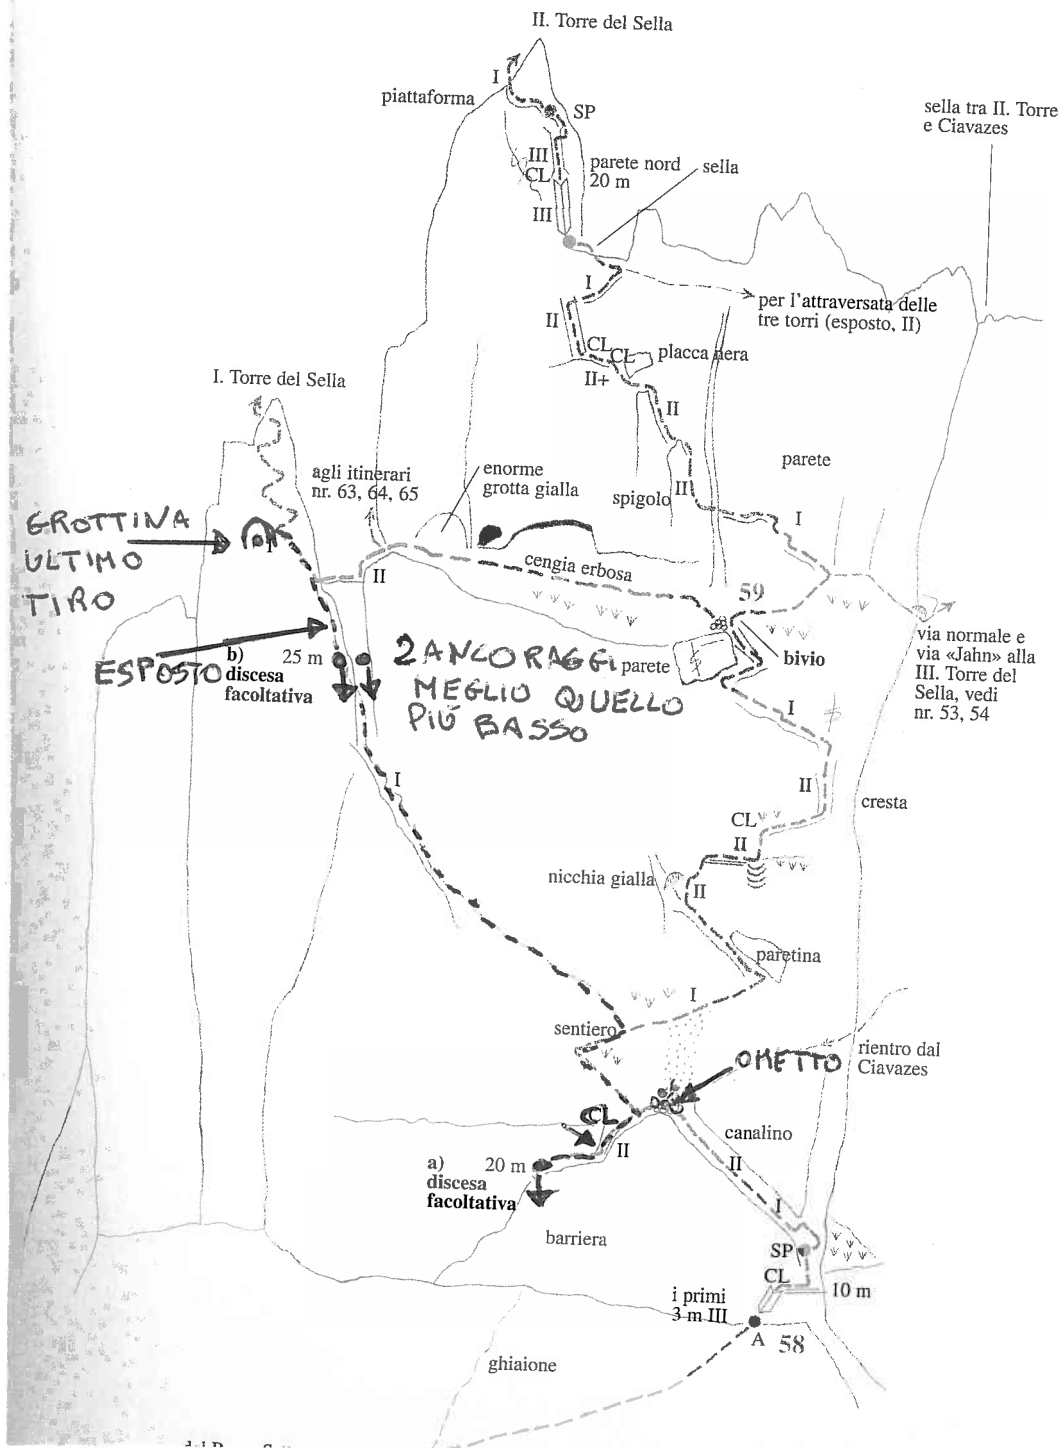 II. Torre del Sella
I
piattaforma
SP
sella tra II. Torre
e Ciavazes
III
CL
parete nord
20 m
sella
III
I
per l'attraversata delle
tre torri (esposto, II)
II
CL
CL
placca nera
II+
I. Torre del Sella
II
parete
agli itinerari
nr. 63, 64, 65
enorme
grotta gialla
spigolo
II
I
GROTTINA
ULTIMO
TIRO
II
cengia erbosa
59
via normale e
via «Jahn» alla
III. Torre del
Sella, vedi
nr. 53, 54
bivio
parete
ESPOSTO
b)
discesa
facoltativa
25 m
2 ANCORAGGI
MEGLIO QUELLO
PIÚ BASSO
I
I
II
cresta
CL
II
nicchia gialla
II
paretina
I
sentiero
OMETTO
rientro dal
Ciavazes
CL
canalino
II
II
a)
discesa
facoltativa
20 m
I
barriera
SP
CL
10 m
i primi
3 m III
A
58
ghiaione